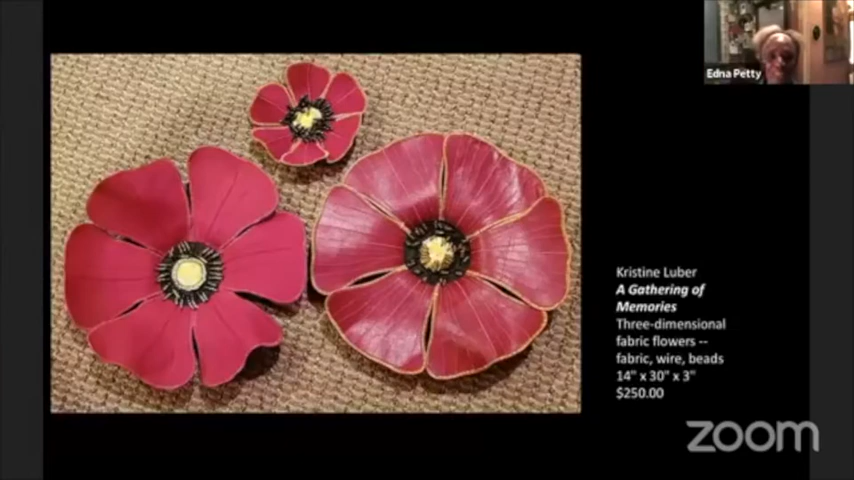 Edna Petty
Kristine Luber
A Gathering of
Memories
Three-dimensional
fabric flowers --
fabric, wire, beads
14" x 30" x 3"
$250.00
zoom